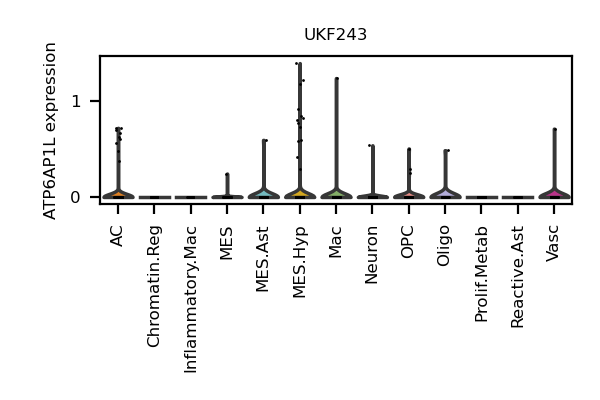 UKF243
ATP6AP1L expression
1
0
AC
Chromatin.Reg
Inflammatory.Mac
MES
MES.Ast
MES.Hyp
Mac
Neuron
OPC
Oligo
Prolif.Metab
Reactive.Ast
Vasc